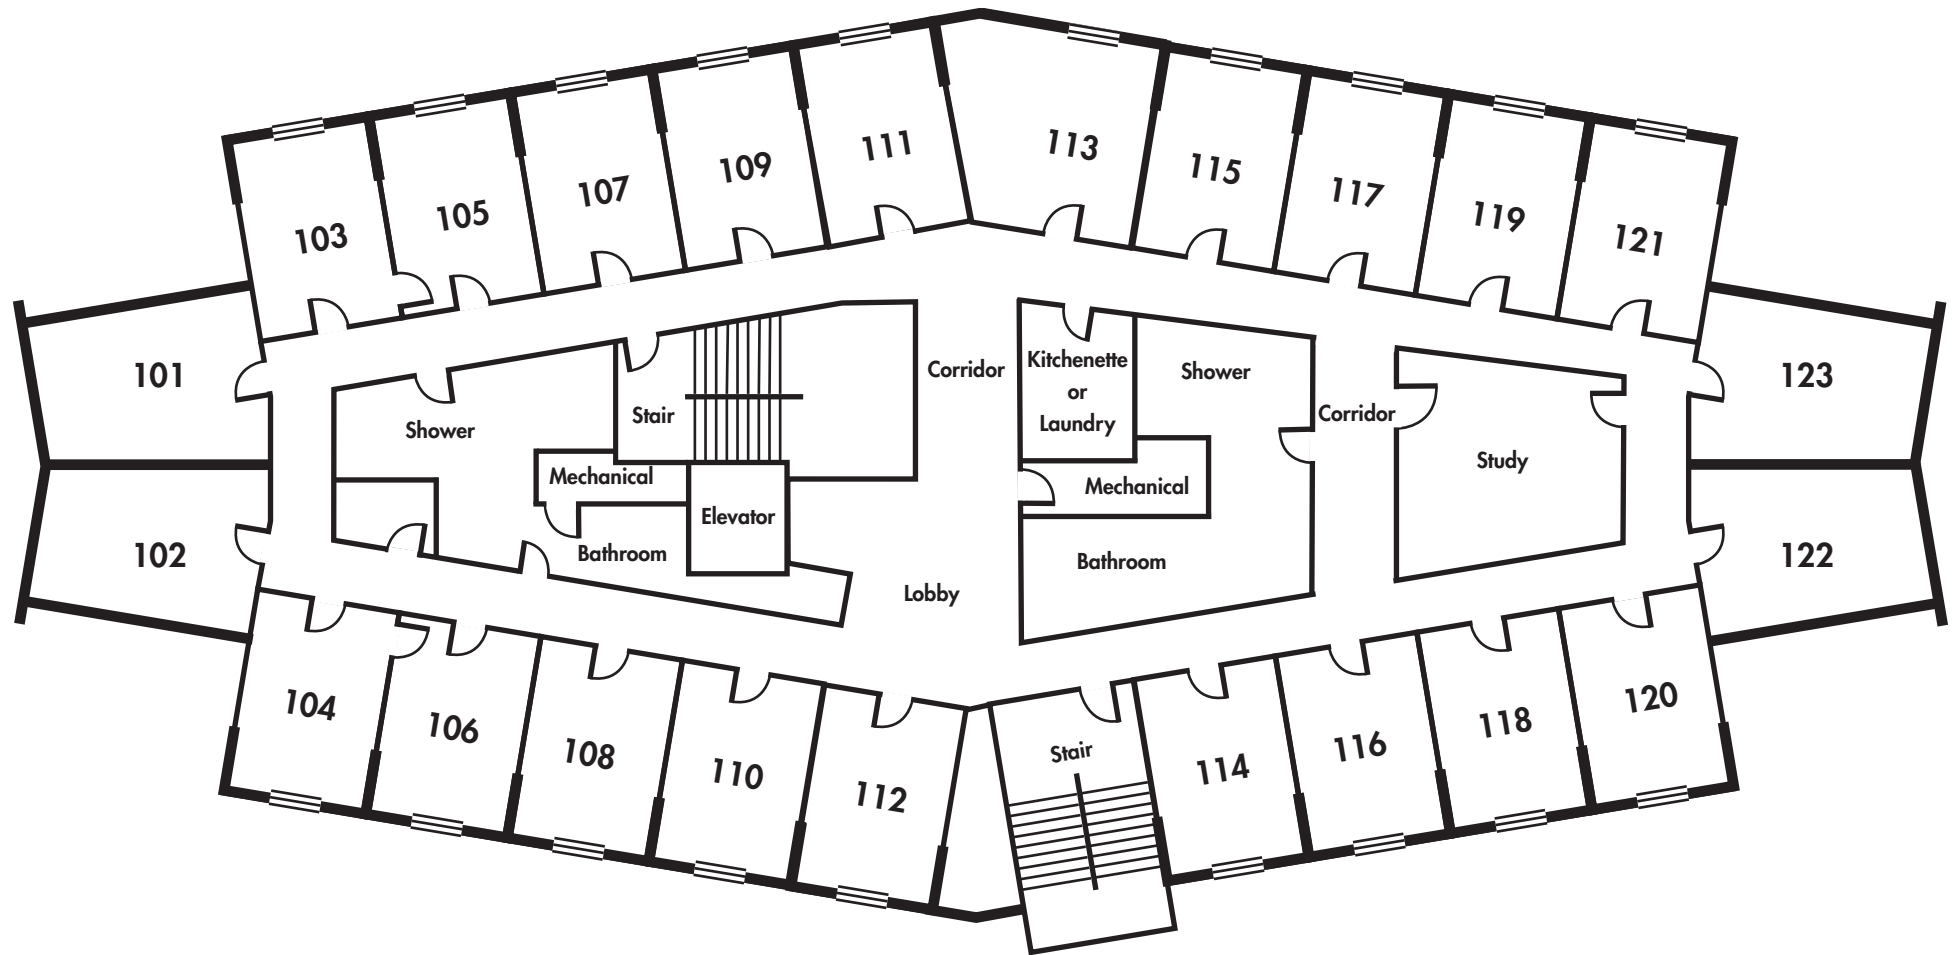 111
113
109
115
107
117
105
119
103
121
101
Corridor
Kitchenette
or
Laundry
Shower
123
Stair
Shower
Corridor
Study
Mechanical
Mechanical
Elevator
102
Bathroom
Bathroom
122
Lobby
104
106
108
110
112
Stair
114
116
118
120